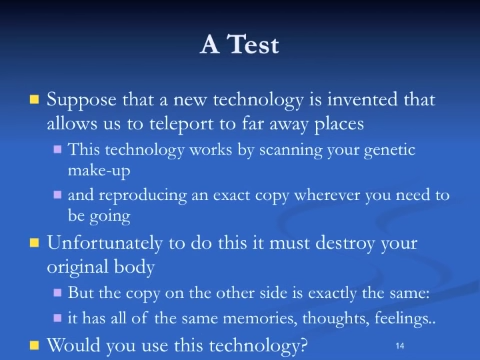 A Test
Suppose that a new technology is invented that
allows us to teleport to far away places
This technology works by scanning your genetic
make-up
and reproducing an exact copy wherever you need to
be going
Unfortunately to do this it must destroy your
original body
But the copy on the other side is exactly the same:
it has all of the same memories, thoughts, feelings..
Would you use this technology?
14